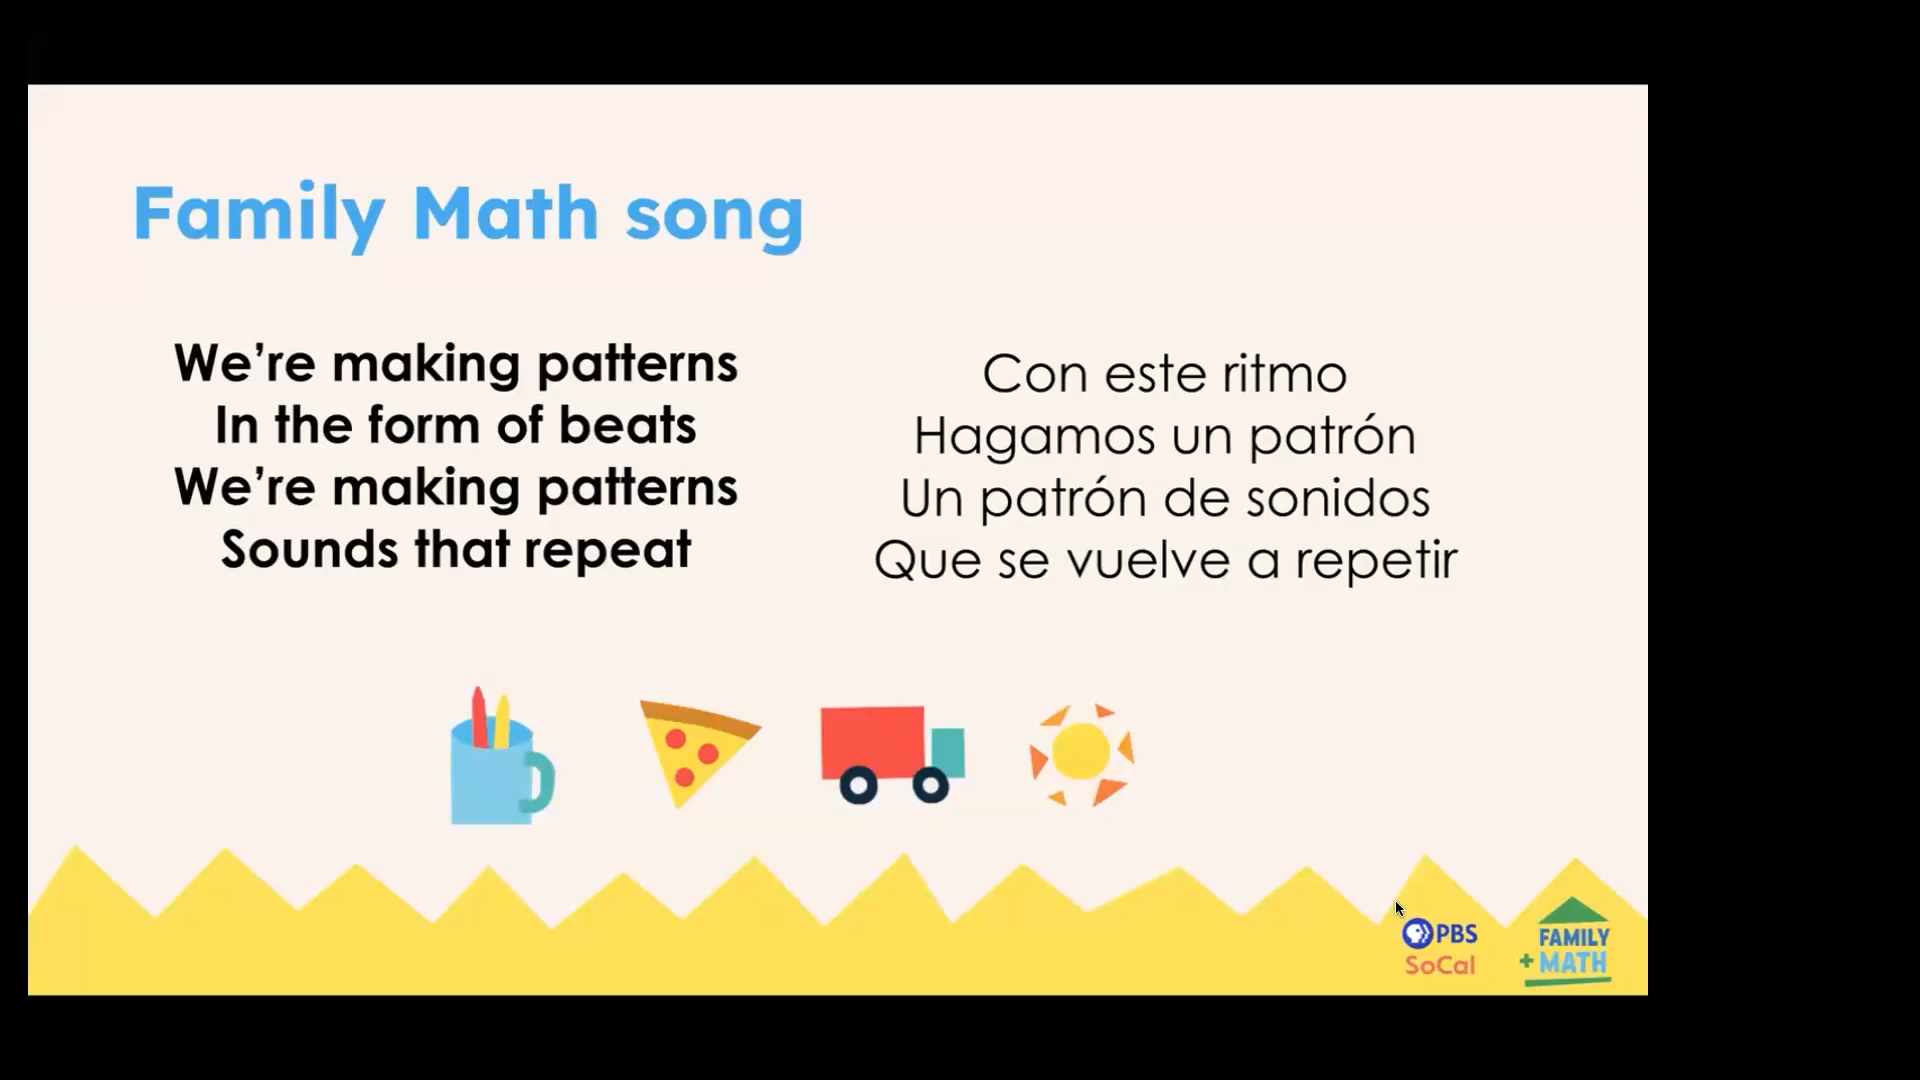 Family Math song
We’re making patterns
In the form of beats
We’re making patterns
Sounds that repeat
Con este ritmo
Hagamos un patrón
Un patrón de sonidos
Que se vuelve a repetir
PBS
SoCal
FAMILY
+ MATH